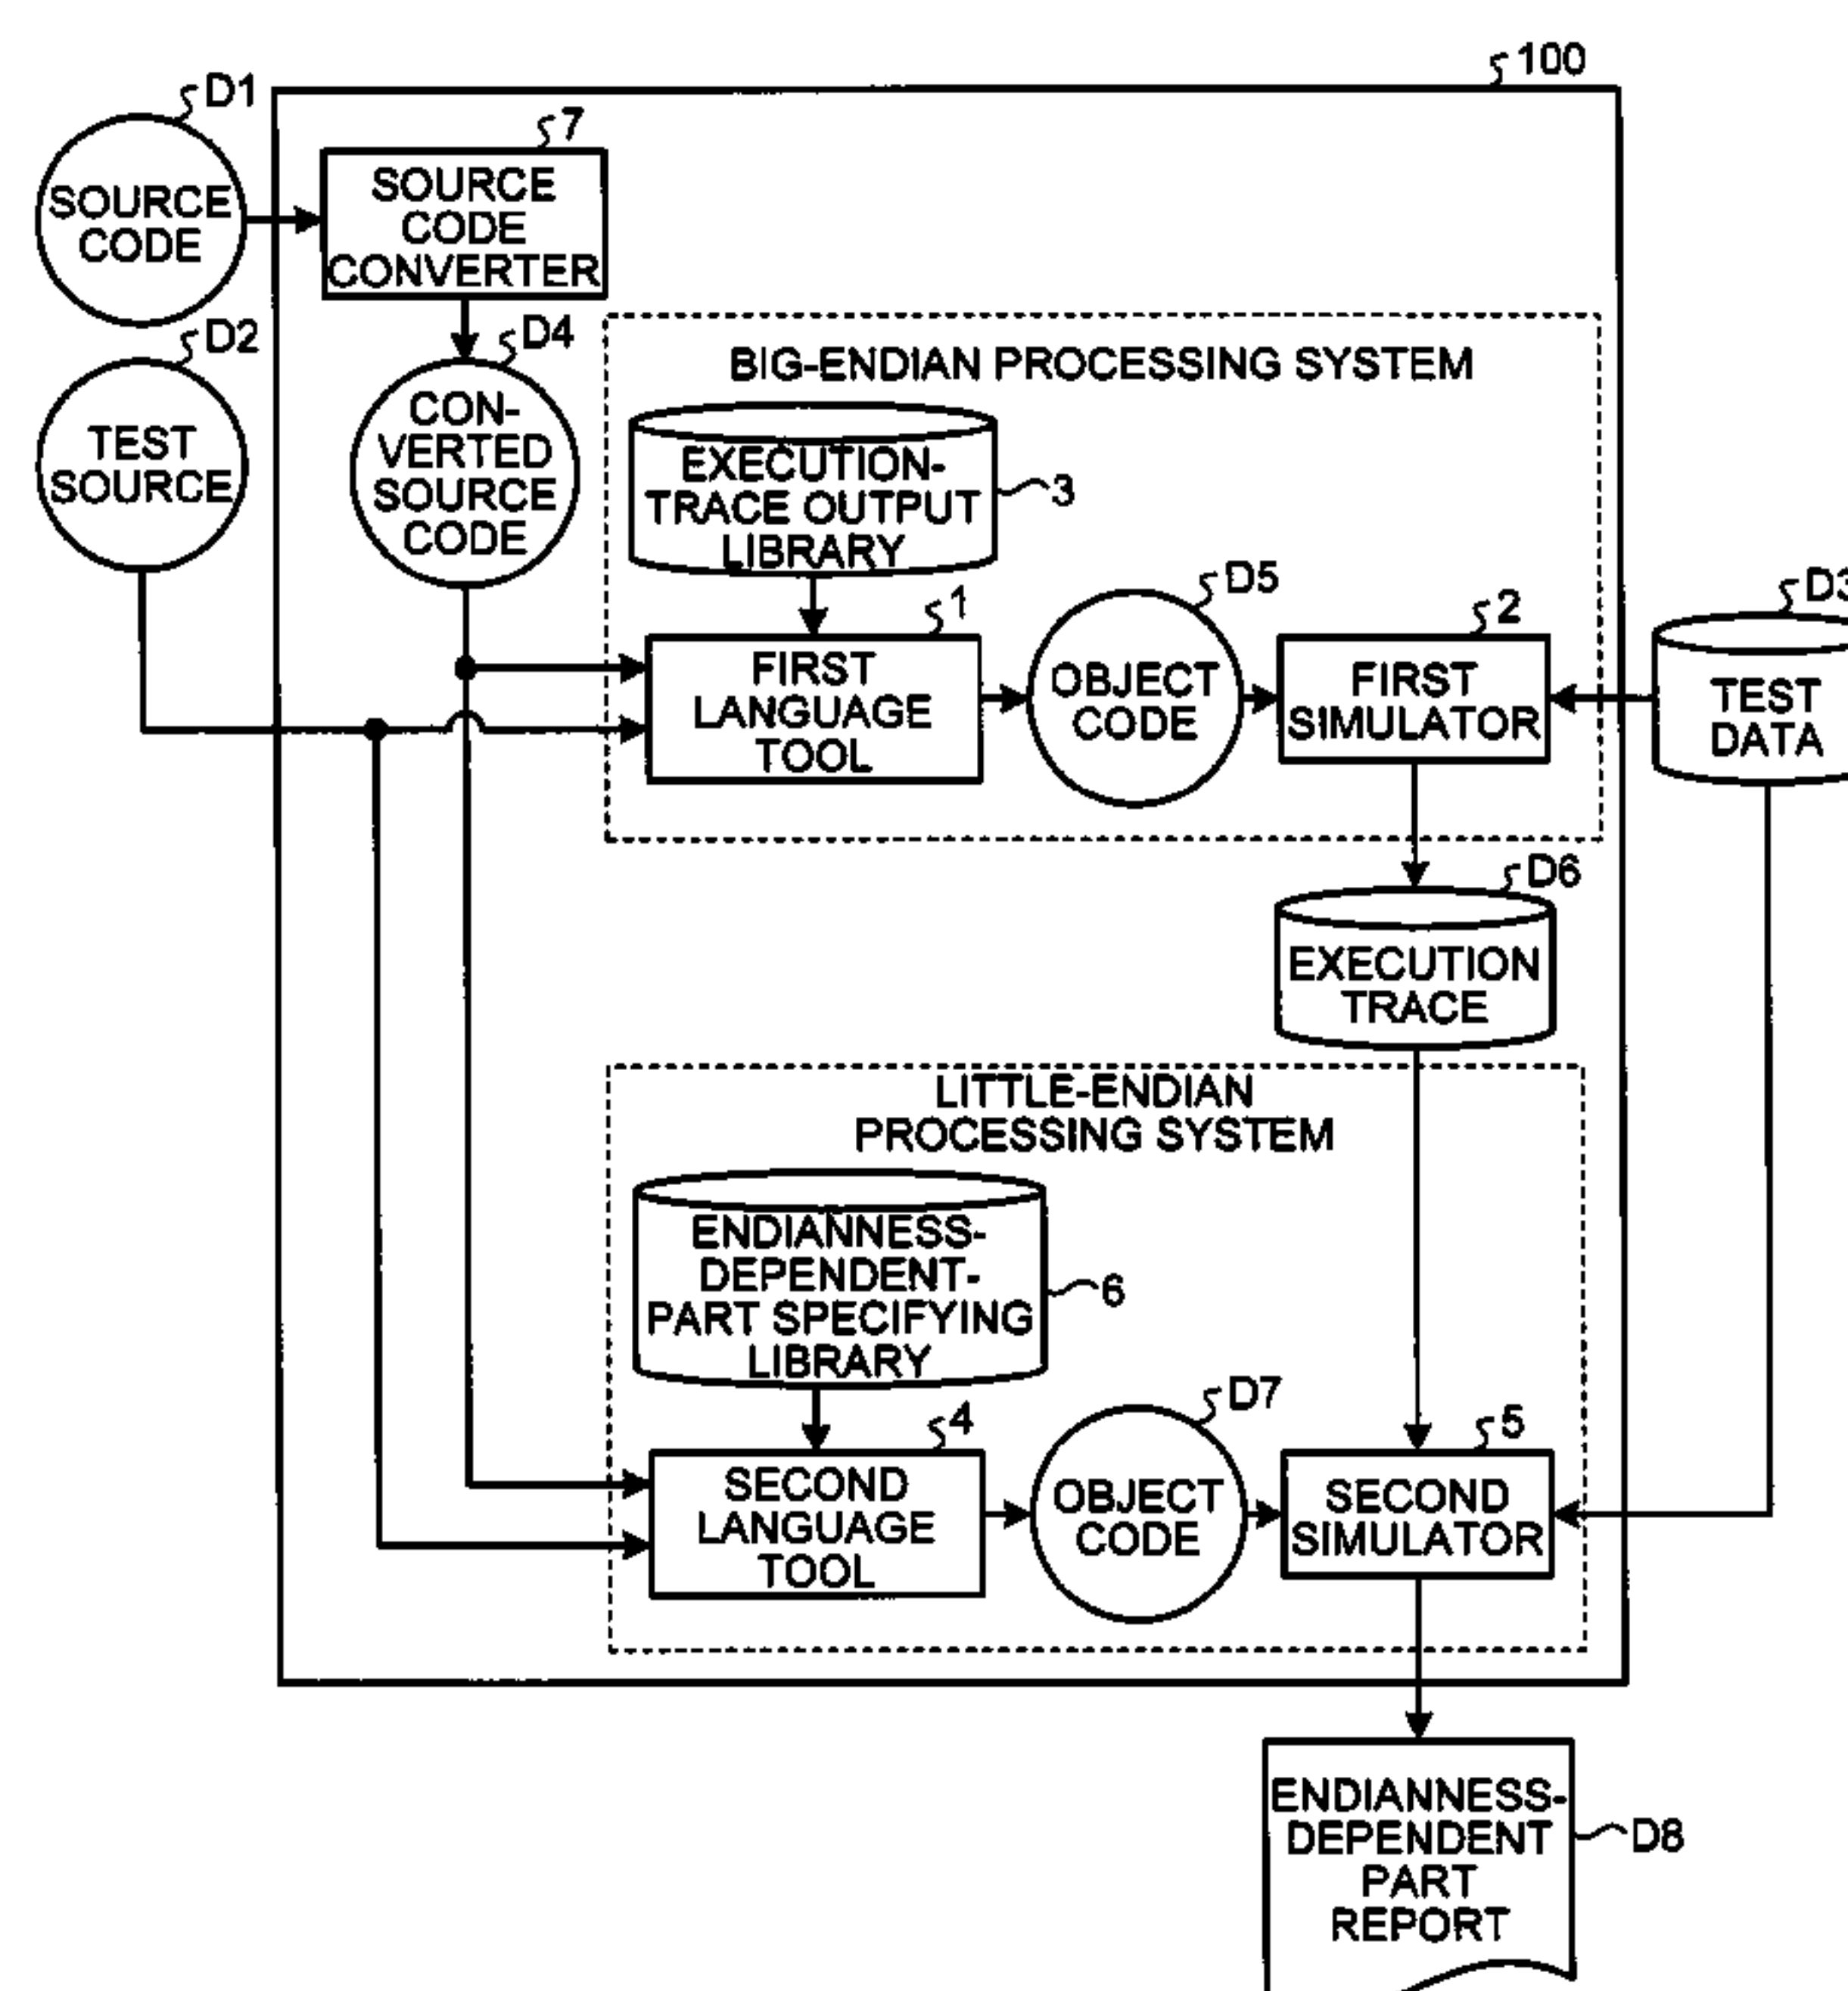 100
D1
7
SOURCE
CODE
SOURCE
CODE
CONVERTER
D2
D4
TEST
SOURCE
CON-
VERTED
SOURCE
CODE
BIG-ENDIAN PROCESSING SYSTEM
EXECUTION-
TRACE OUTPUT
LIBRARY
3
1
FIRST
LANGUAGE
TOOL
D5
OBJECT
CODE
2
FIRST
SIMULATOR
D3
TEST
DATA
D6
EXECUTION
TRACE
LITTLE-ENDIAN
PROCESSING SYSTEM
ENDIANNESS-
DEPENDENT-
PART SPECIFYING
LIBRARY
6
4
SECOND
LANGUAGE
TOOL
D7
OBJECT
CODE
5
SECOND
SIMULATOR
ENDIANNESS-
DEPENDENT
PART
REPORT
D8